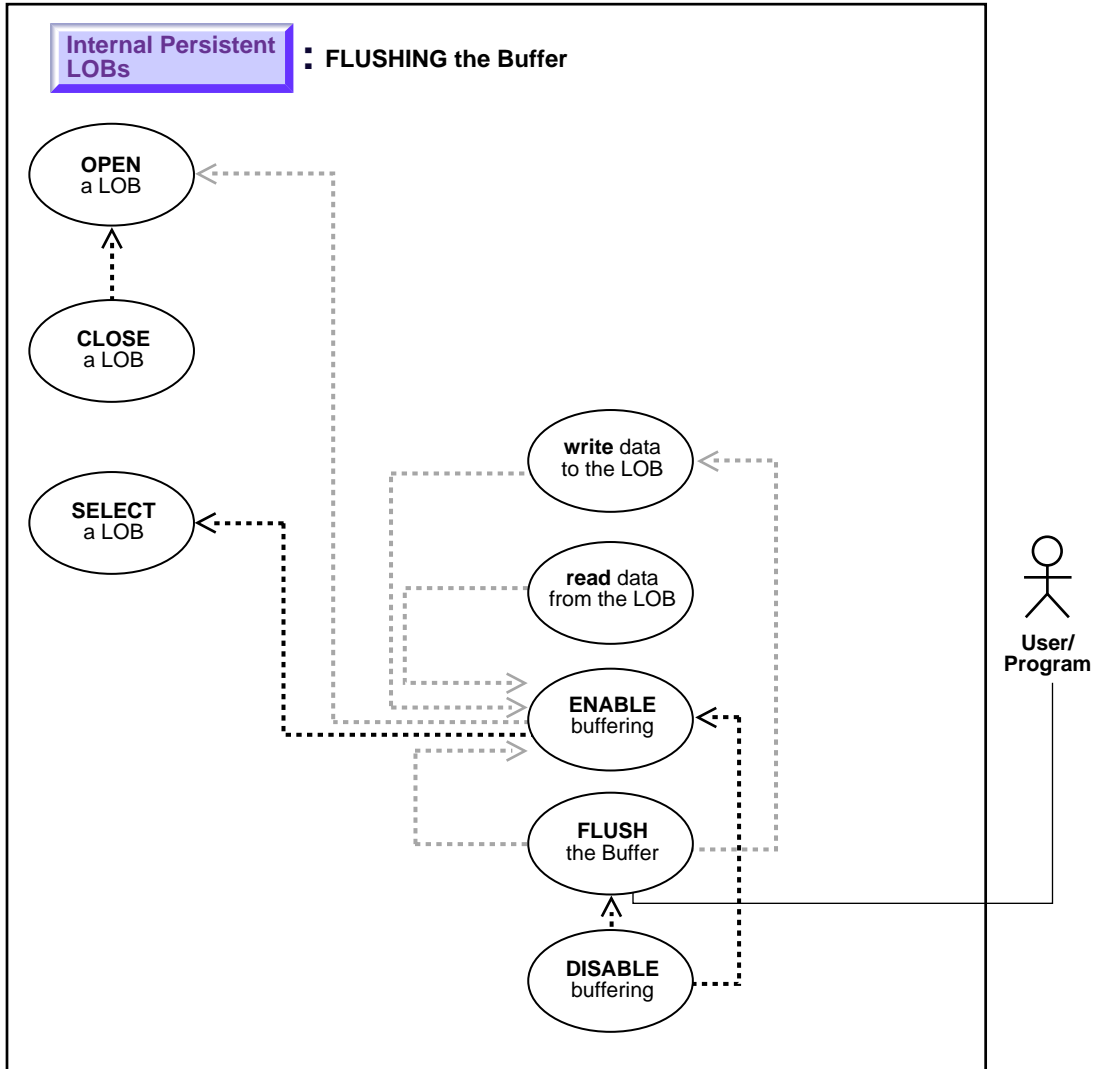 Internal Persistent
LOBs
: FLUSHING the Buffer
OPEN
a LOB
CLOSE
a LOB
write data
to the LOB
SELECT
a LOB
read data
from the LOB
User/
Program
ENABLE
buffering
FLUSH
the Buffer
DISABLE
buffering